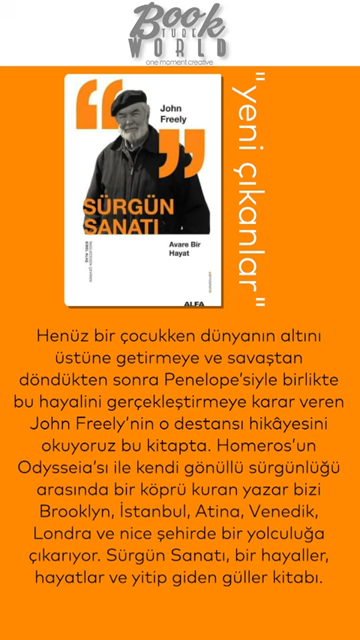 Book
TUBE
WORLD
one moment.creative
"yeni çıkanlar"
John
Freely
SÜRGÜN
SANATI
Avare Bir
Hayat
ALFA
Henüz bir çocukken dünyanın altını
üstüne getirmeye ve savaştan
döndükten sonra Penelope'siyle birlikte
bu hayalini gerçekleştirmeye karar veren
John Freely'nin o destansı hikâyesini
okuyoruz bu kitapta. Homeros'un
Odysseia'sı ile kendi gönüllü sürgünlüğü
arasında bir köprü kuran yazar bizi
Brooklyn, İstanbul, Atina, Venedik,
Londra ve nice şehirde bir yolculuğa
çıkarıyor. Sürgün Sanatı, bir hayaller,
hayatlar ve yitip giden güller kitabı.